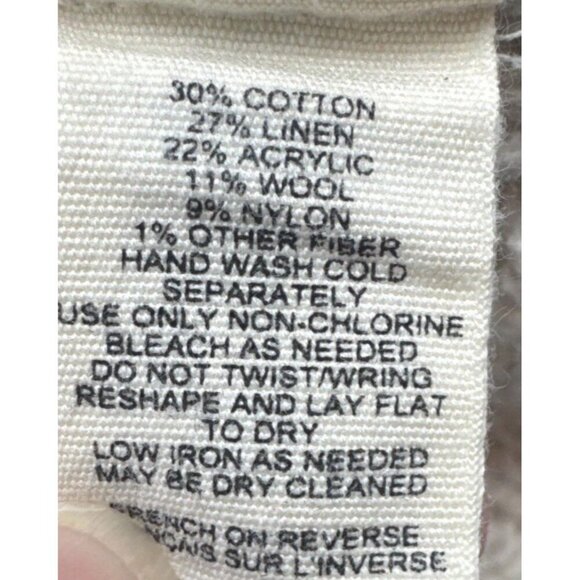 30% COTTON
27% LINEN
22% ACRYLIC
11% WOOL
9% NYLON
1% OTHER FIBER
HAND WASH COLD
SEPARATELY
USE ONLY NON-CHLORINE
BLEACH AS NEEDED
DO NOT TWIST/WRING
RESHAPE AND LAY FLAT
TO DRY
LOW IRON AS NEEDED
MAY BE DRY CLEANED
FRENCH ON REVERSE
ANÇAIS SUR L'INVERSE